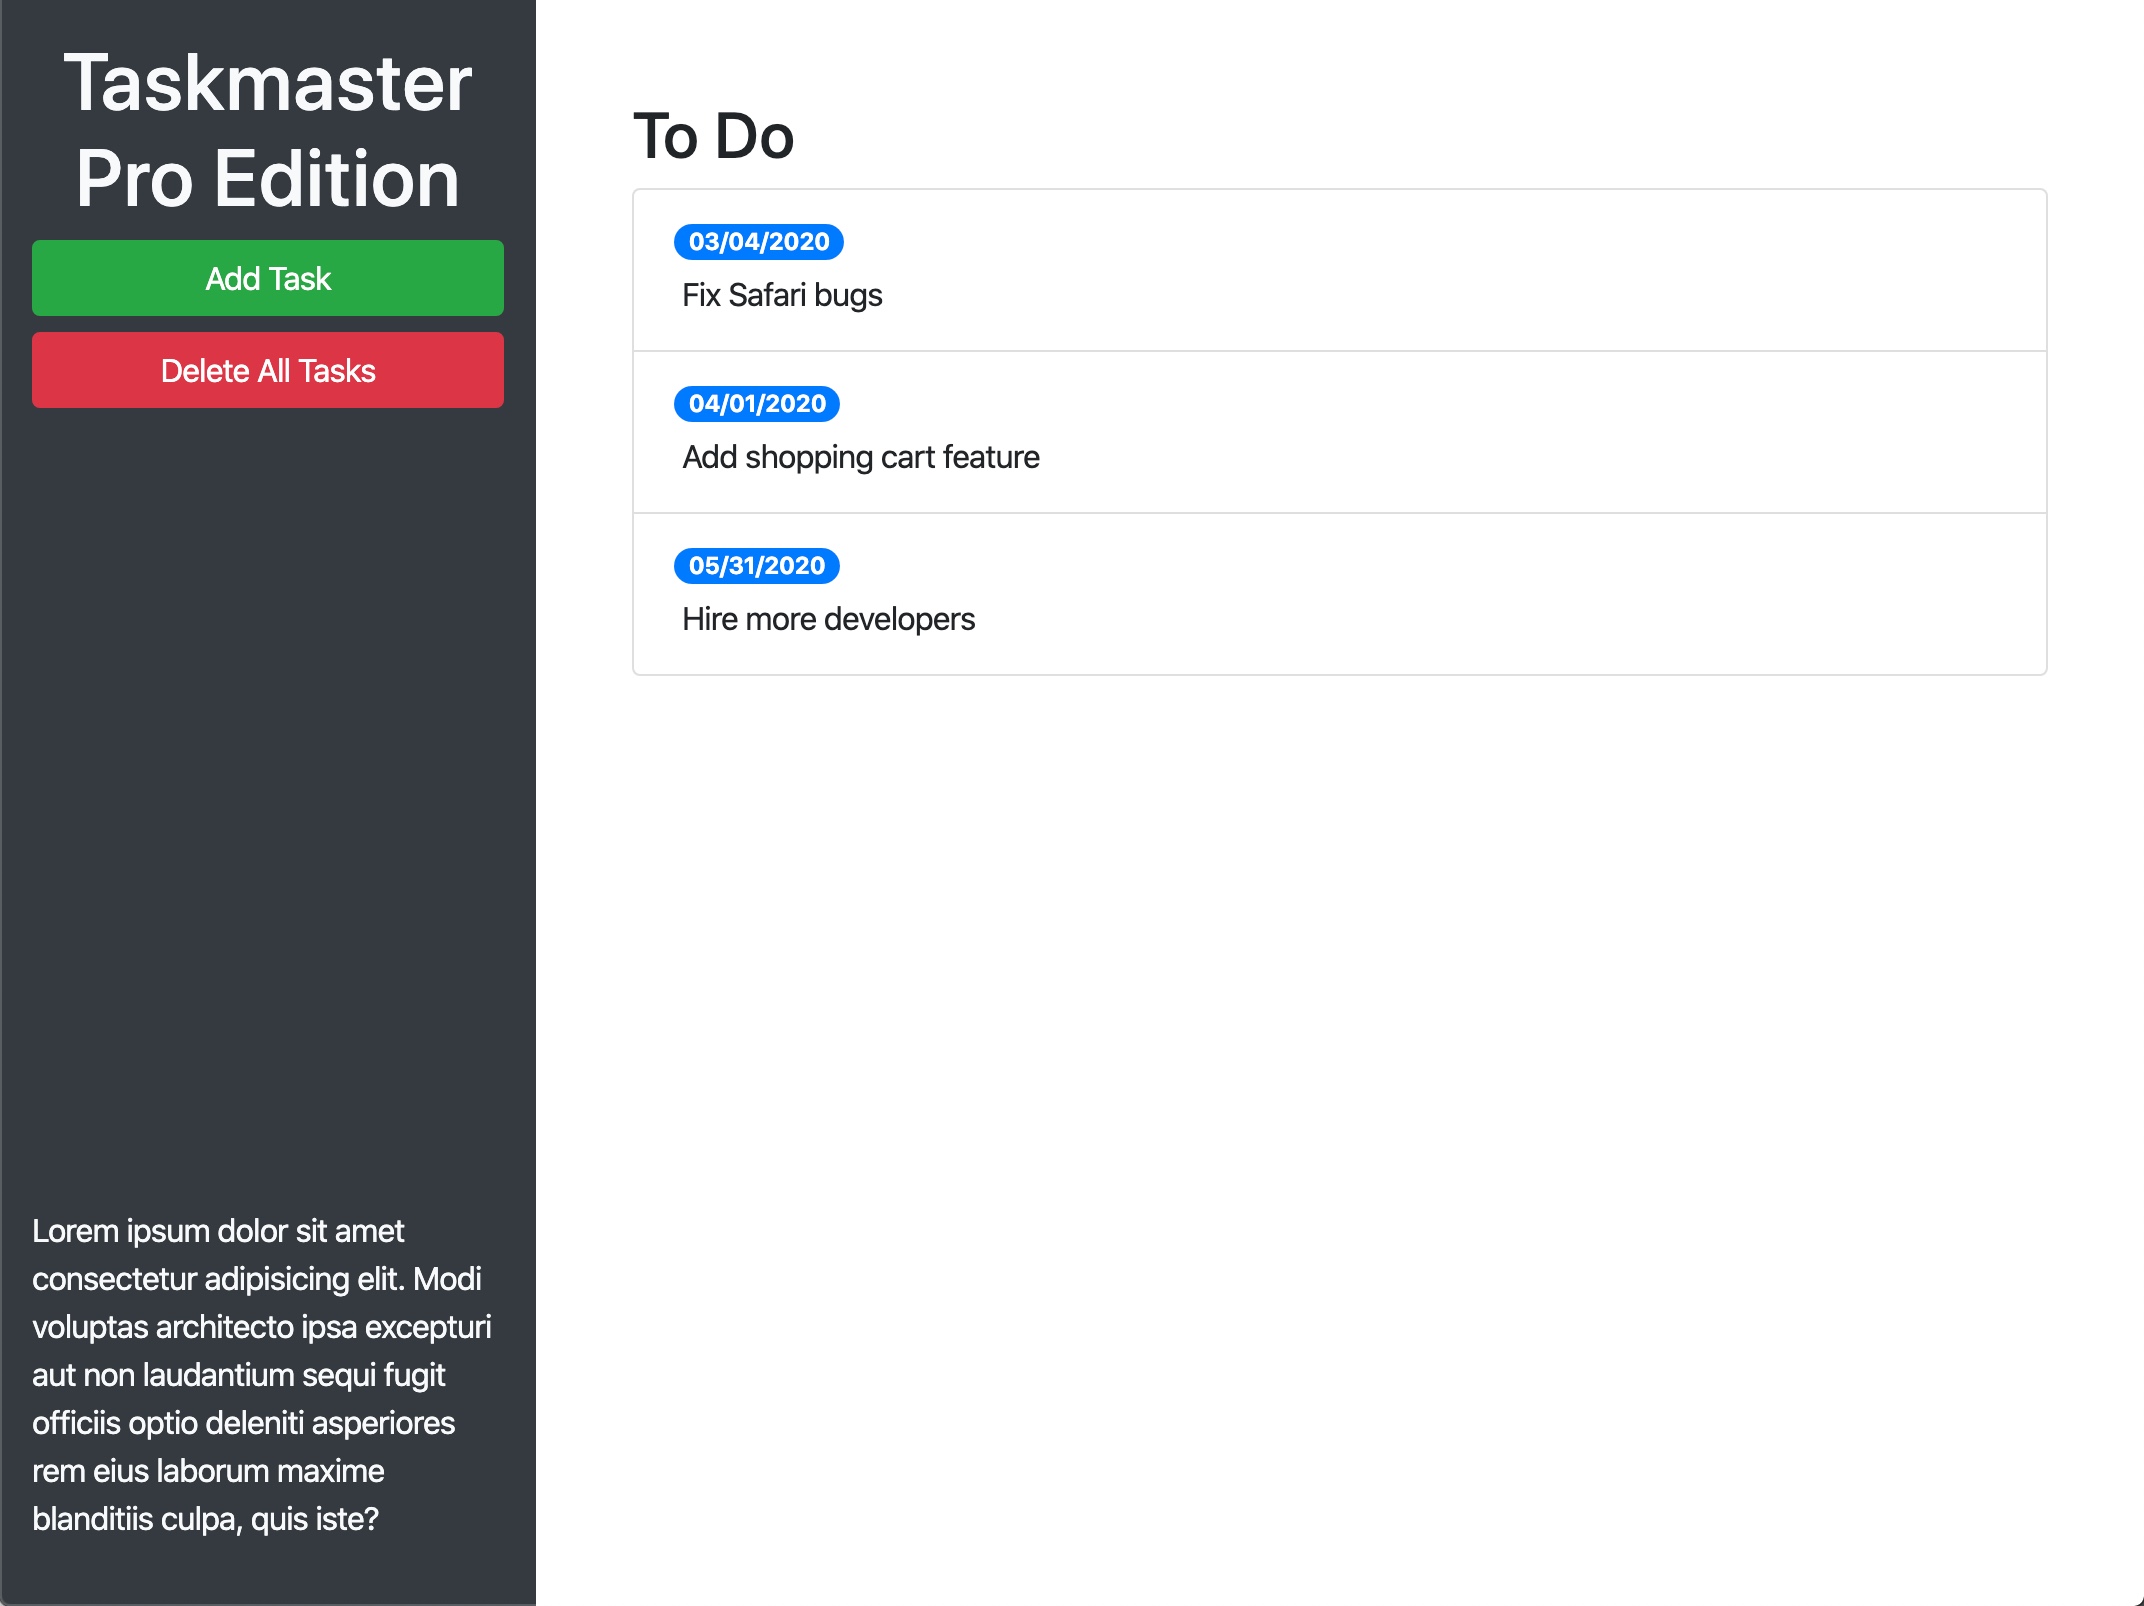 Taskmaster
Pro Edition
Add Task
Delete All Tasks
Lorem ipsum dolor sit amet
consectetur adipisicing elit. Modi
voluptas architecto ipsa excepturi
aut non laudantium sequi fugit
officiis optio deleniti asperiores
rem eius laborum maxime
blanditiis culpa, quis iste?
To Do
03/04/2020
Fix Safari bugs
04/01/2020
Add shopping cart feature
05/31/2020
Hire more developers